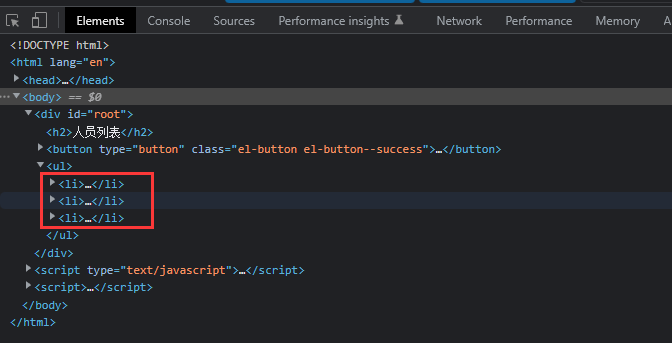 Elements Console Sources Performance insights Network Performance Memory
<!DOCTYPE html>
<html lang="en">
<head>…</head>
··· <body> == $0
<div id="root">
<h2>人员列表</h2>
<button type="button" class="el-button el-button--success">…</button>
<ul>
<li>…</li>
<li>…</li>
<li>…</li>
</ul>
</div>
<script type="text/javascript">…</script>
<script>…</script>
</body>
</html>